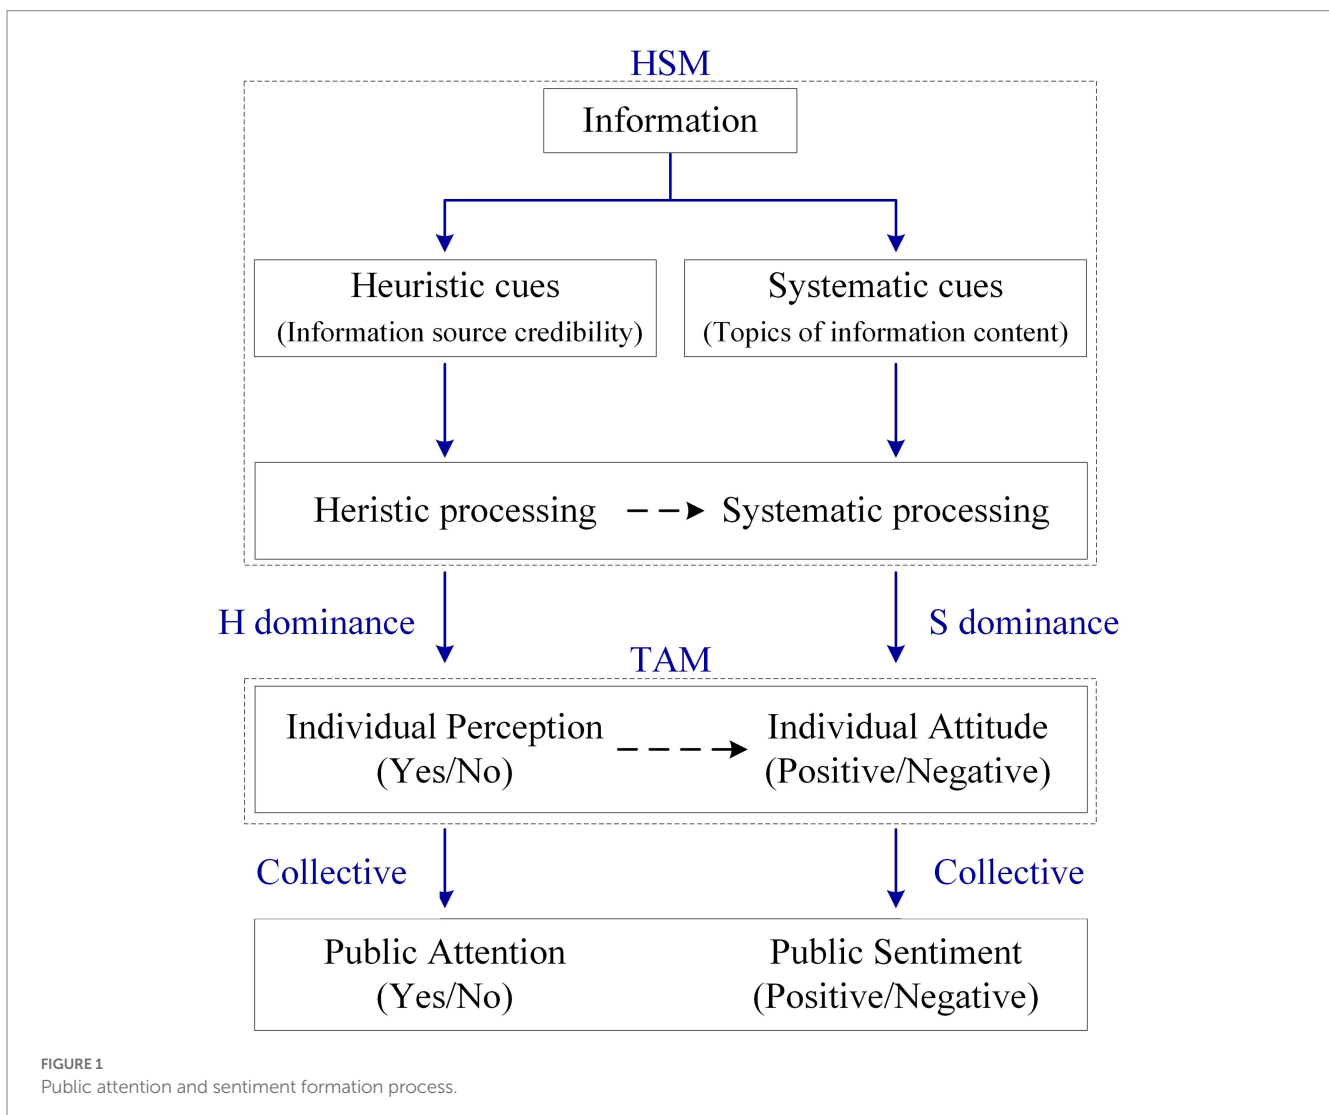 HSM
Information
Heuristic cues
(Information source credibility)
Systematic cues
(Topics of information content)
Heristic processing
Systematic processing
H dominance
S dominance
TAM
Individual Perception
(Yes/No)
Individual Attitude
(Positive/Negative)
Collective
Collective
Public Attention
(Yes/No)
Public Sentiment
(Positive/Negative)
FIGURE 1
Public attention and sentiment formation process.